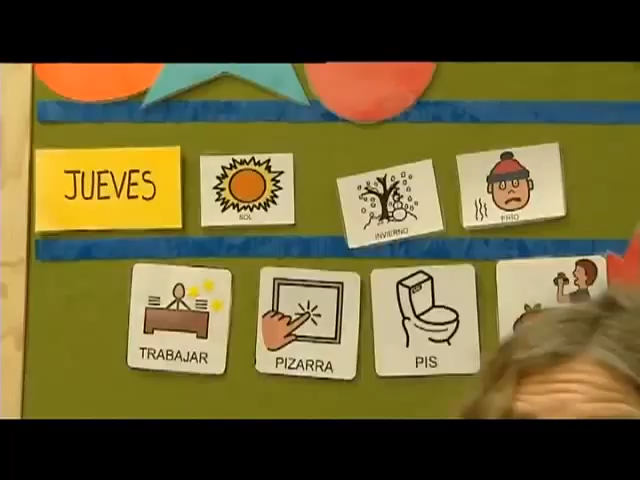 JUEVES
SOL
INVIERNO
FRÍO
TRABAJAR
PIZARRA
PIS